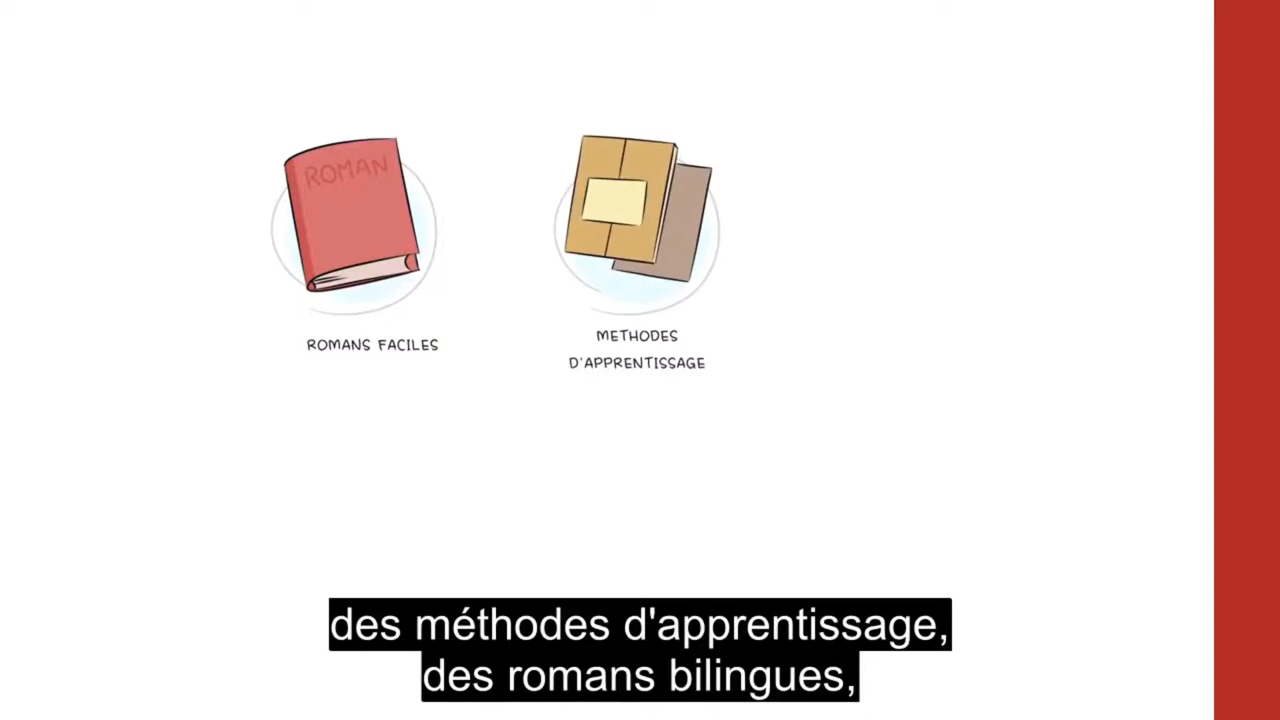 ROMAN
ROMANS FACILES
METHODES
D'APPRENTISSAGE
des méthodes d'apprentissage,
des romans bilingues,